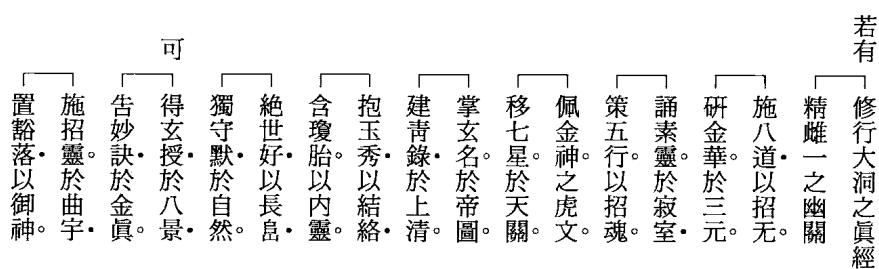 若有
修行大洞之眞經
精雌一之幽關
施八道以招无。
研金華。於三元。
誦素靈。於寂室・
策五行。以招魂。
佩金神。之虎文。
移七星。於天關。
掌玄名。於帝圖。
建靑錄・於上清。
抱玉秀・以結絡・
含瓊胎。以内靈。
絶世好・以長㠀・
獨守默・於自然。
可
得玄授・於八景・
告妙訣・於金眞。
施招靈。於曲宇・
置豁落・以御神。